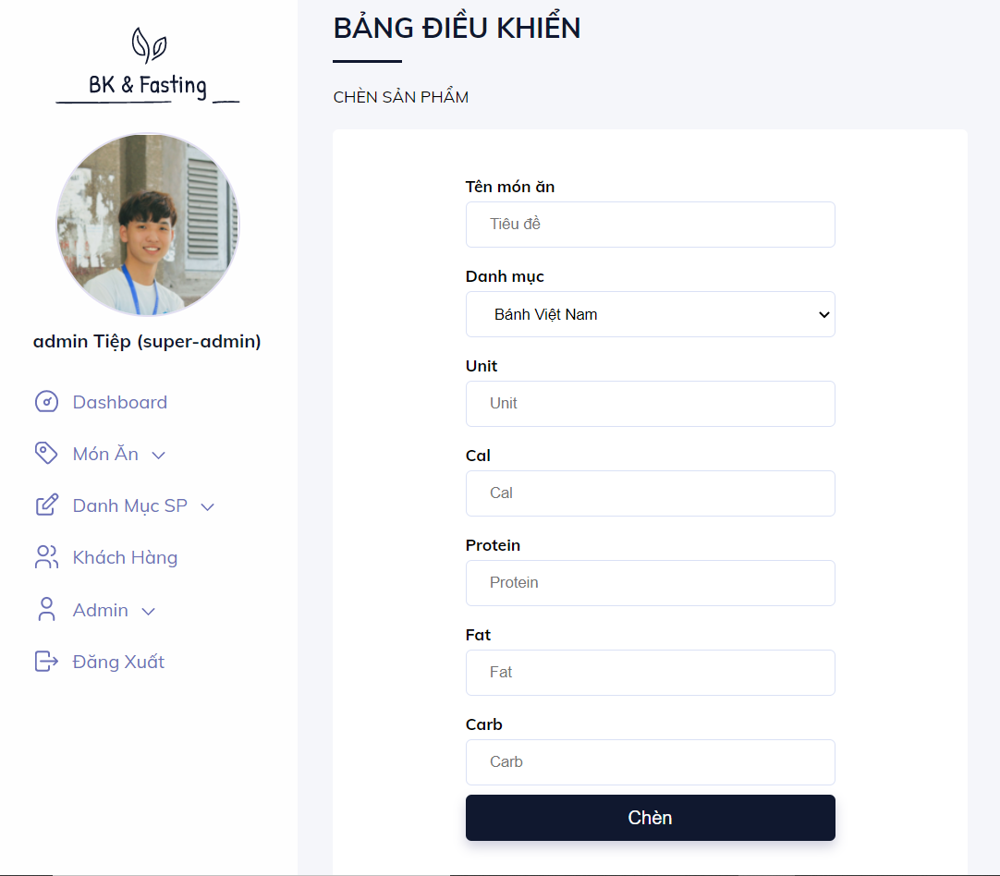 BK & Fasting
admin Tiệp (super-admin)
Dashboard
Món Ăn
Danh Mục SP
Khách Hàng
Admin
Đăng Xuất
BẢNG ĐIỀU KHIỂN
CHÈN SẢN PHẨM
Tên món ăn
Tiêu đề
Danh mục
Bánh Việt Nam
Unit
Unit
Cal
Cal
Protein
Protein
Fat
Fat
Carb
Carb
Chèn